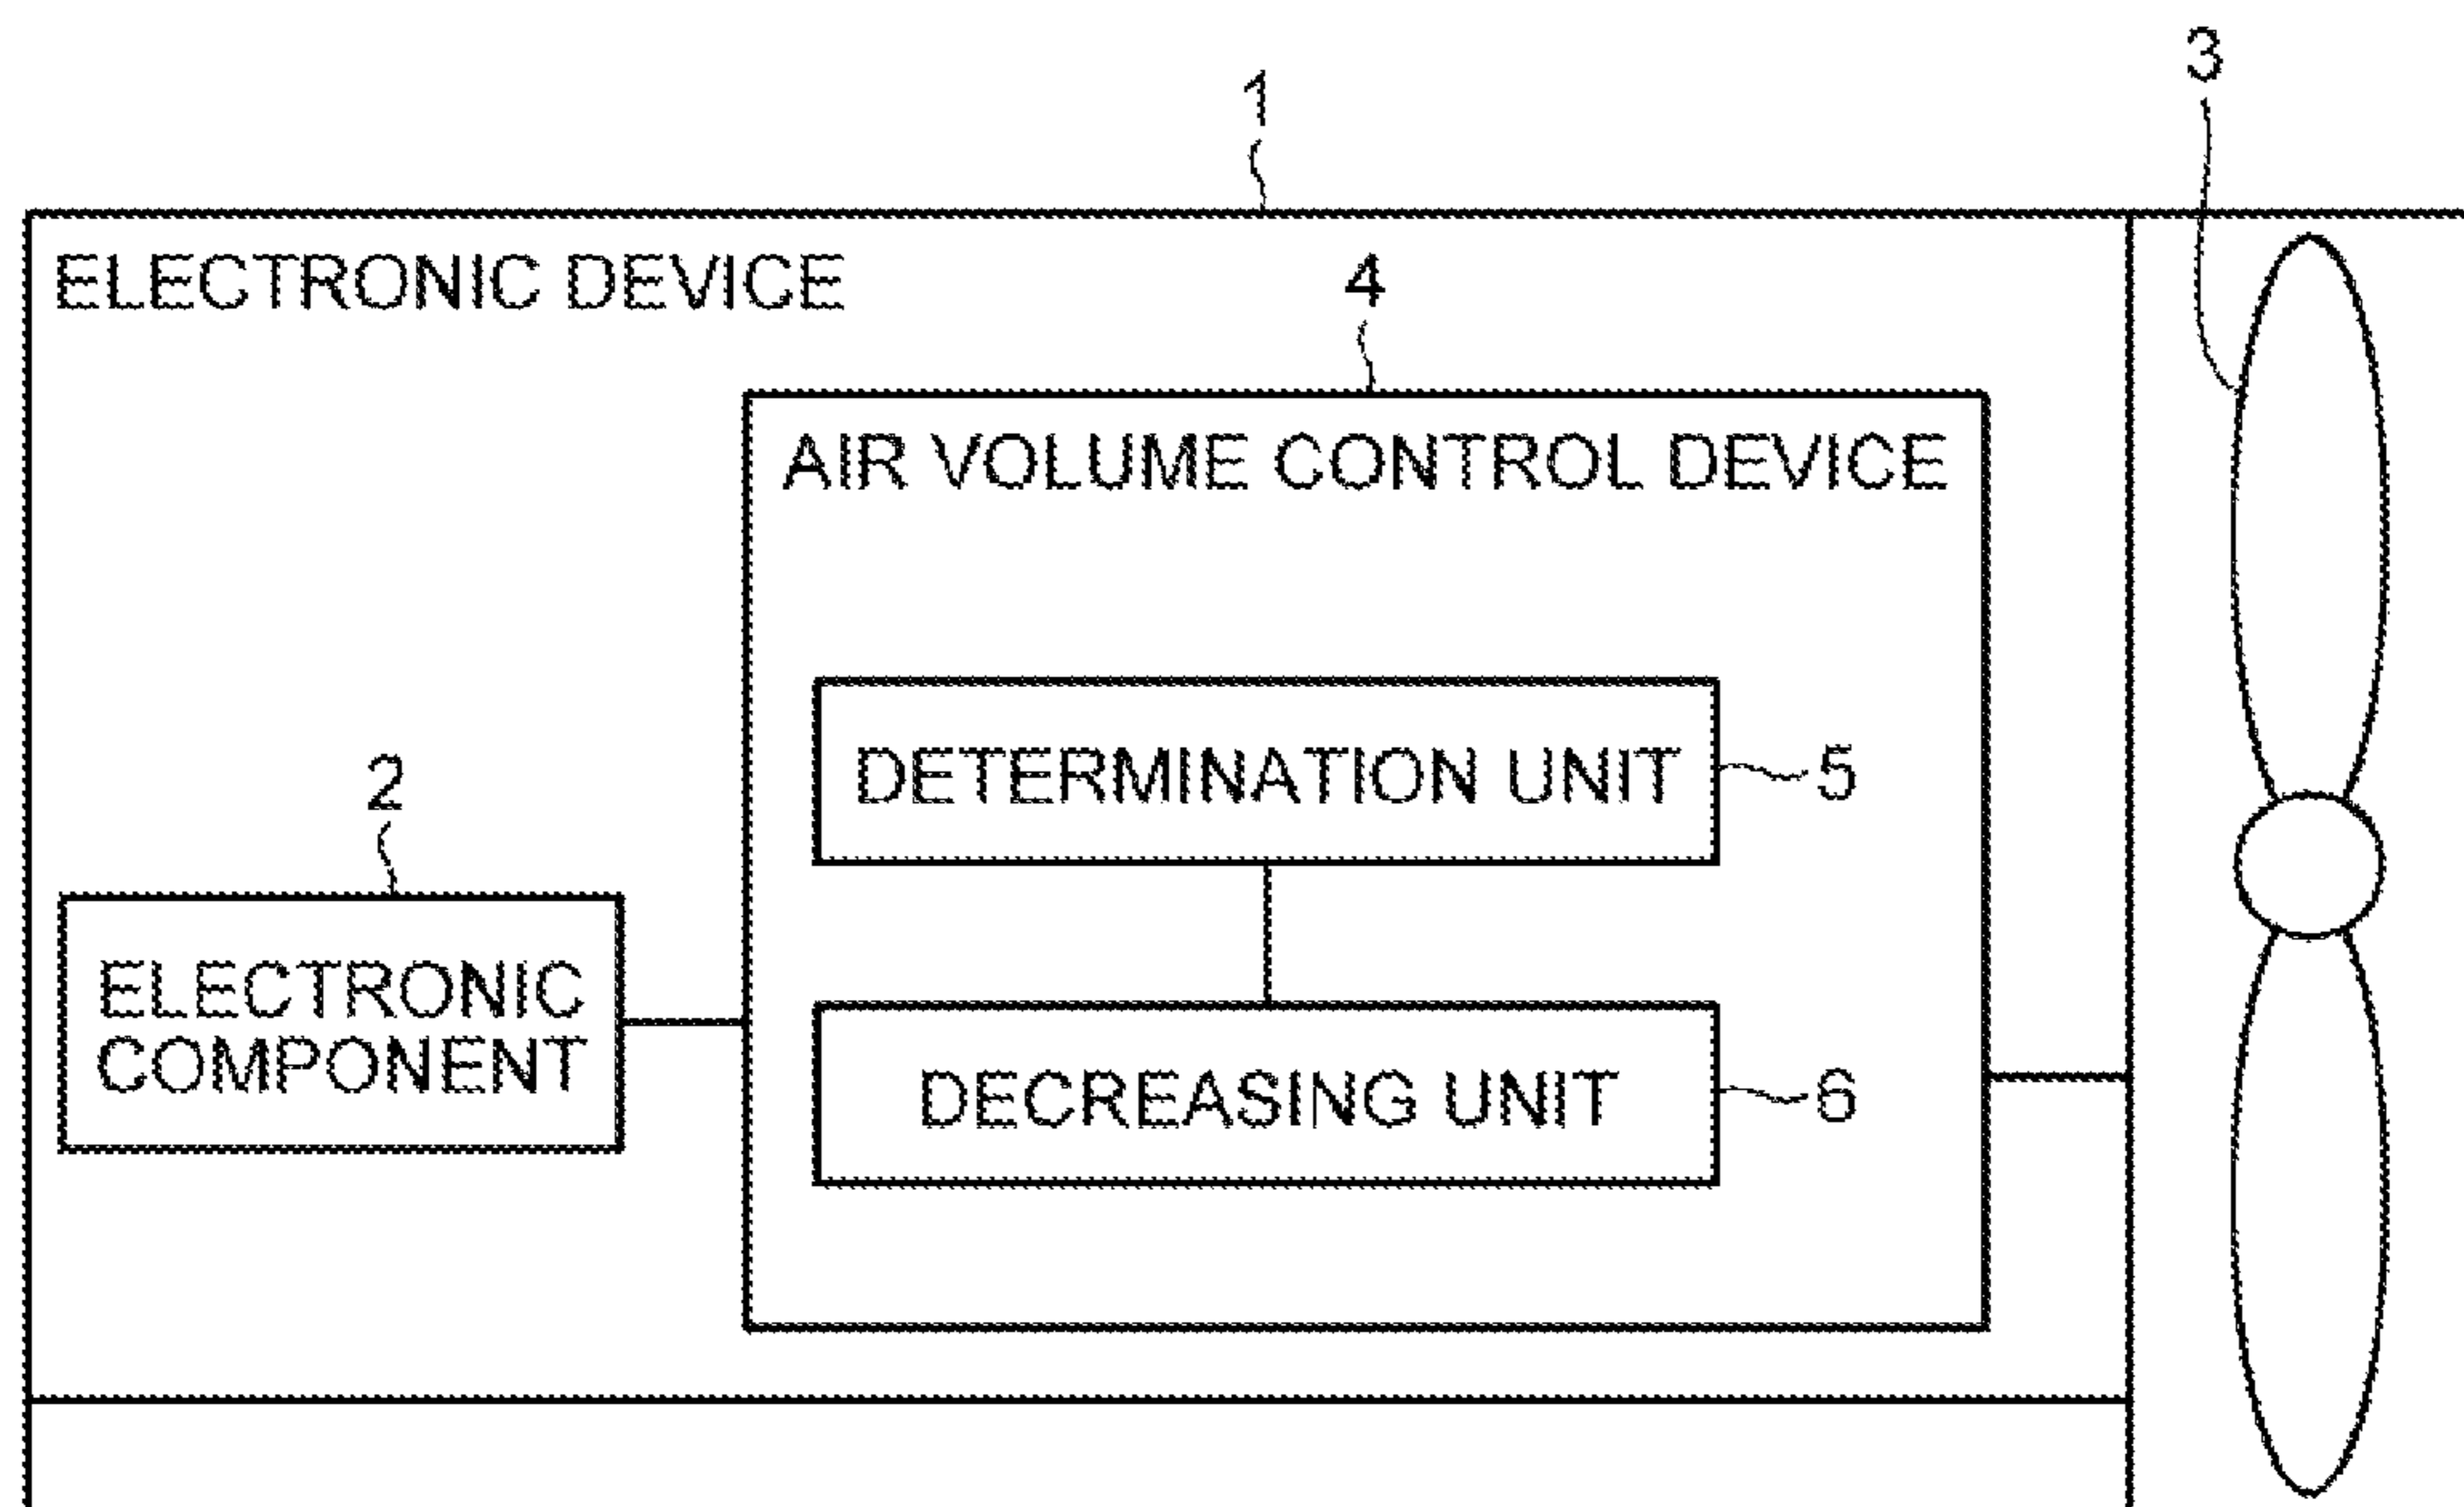 3
1
ELECTRONIC DEVICE
4
AIR VOLUME CONTROL DEVICE
DETERMINATION UNIT
5
2
ELECTRONIC
COMPONENT
DECREASING UNIT
6